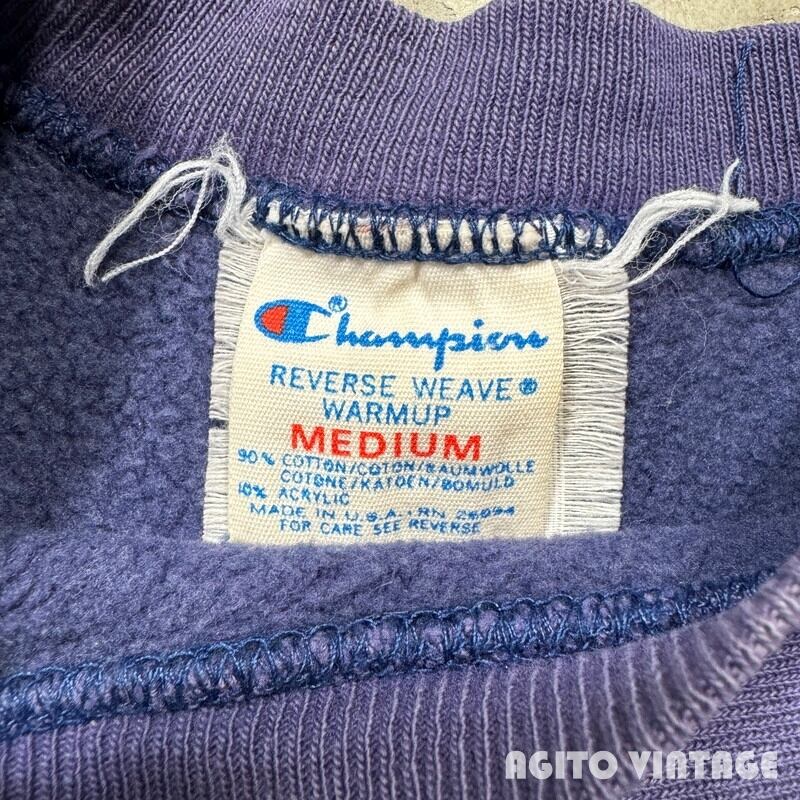 Champion®
REVERSE WEAVE®
WARMUP
MEDIUM
90% COTTON/COTON/BAUMWOLLE
COTONE/KATOEN/BOMULD
10% ACRYLIC
MADE IN U.S.A. RN 26094
FOR CARE SEE REVERSE
AGITO VINTAGE